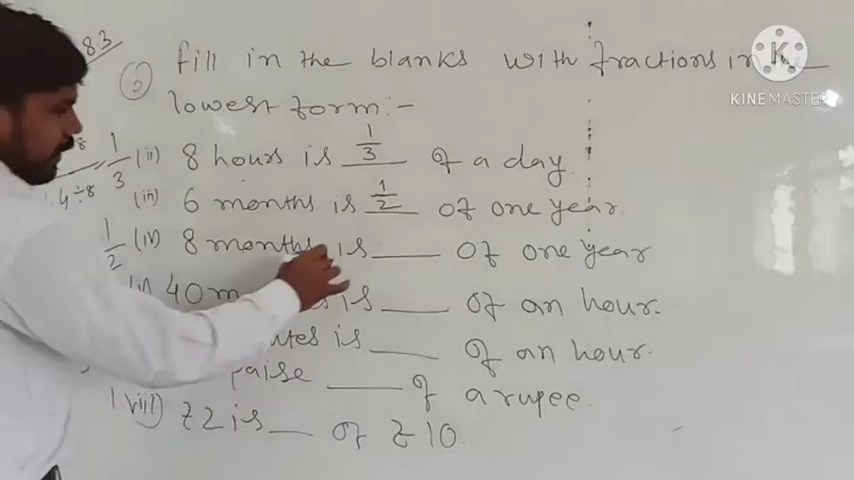 83
fill in the blanks with fractions in
lowest form :-
(ii) 8 hours is 1/3 of a day
(iii) 6 months is 1/2 of one year.
(iv) 8 months is ___ of one year
40 is ___ of an hour.
is ___ of an hour.
paise ___ of a rupee.
viii) ₹2 is ___ of ₹10.
8
1/3
4÷8
1/2
K
KINEMASTER